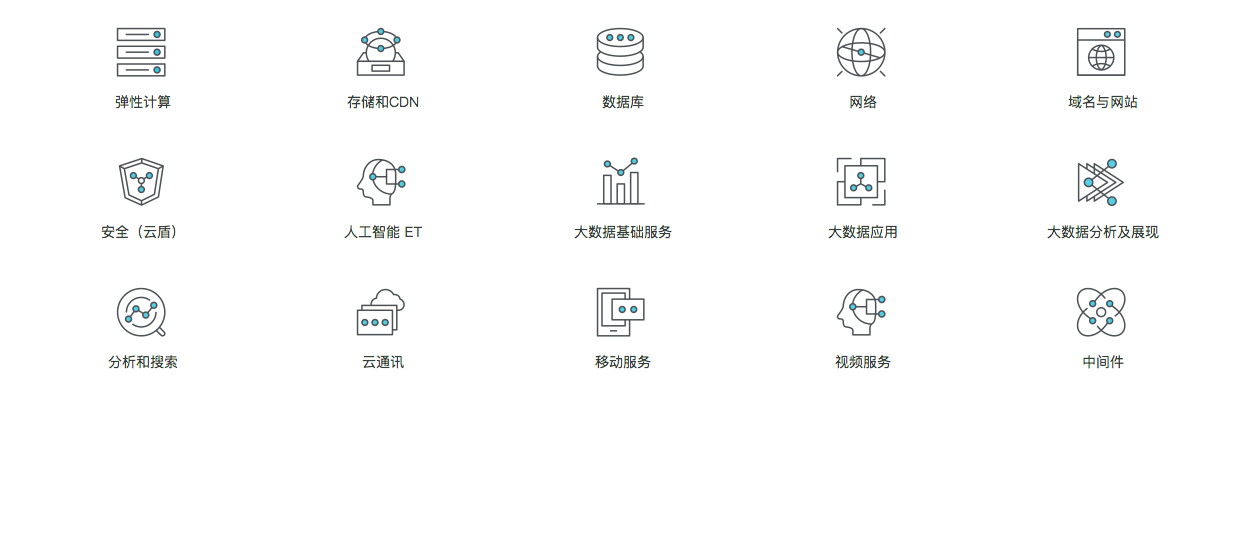 弹性计算
存储和CDN
数据库
网络
域名与网站
安全（云盾）
人工智能 ET
大数据基础服务
大数据应用
大数据分析及展现
分析和搜索
云通讯
移动服务
视频服务
中间件